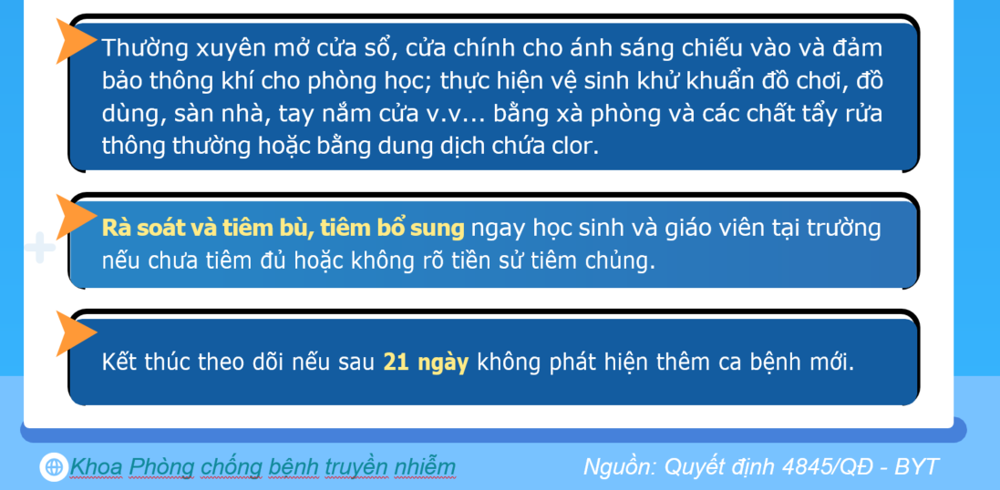 Thường xuyên mở cửa sổ, cửa chính cho ánh sáng chiếu vào và đảm
bảo thông khí cho phòng học; thực hiện vệ sinh khử khuẩn đồ chơi, đồ
dùng, sàn nhà, tay nắm cửa v.v... bằng xà phòng và các chất tẩy rửa
thông thường hoặc bằng dung dịch chứa clor.
Rà soát và tiêm bù, tiêm bổ sung ngay học sinh và giáo viên tại trường
nếu chưa tiêm đủ hoặc không rõ tiền sử tiêm chủng.
Kết thúc theo dõi nếu sau 21 ngày không phát hiện thêm ca bệnh mới.
Khoa Phòng chống bệnh truyền nhiễm
Nguồn: Quyết định 4845/QĐ - BYT